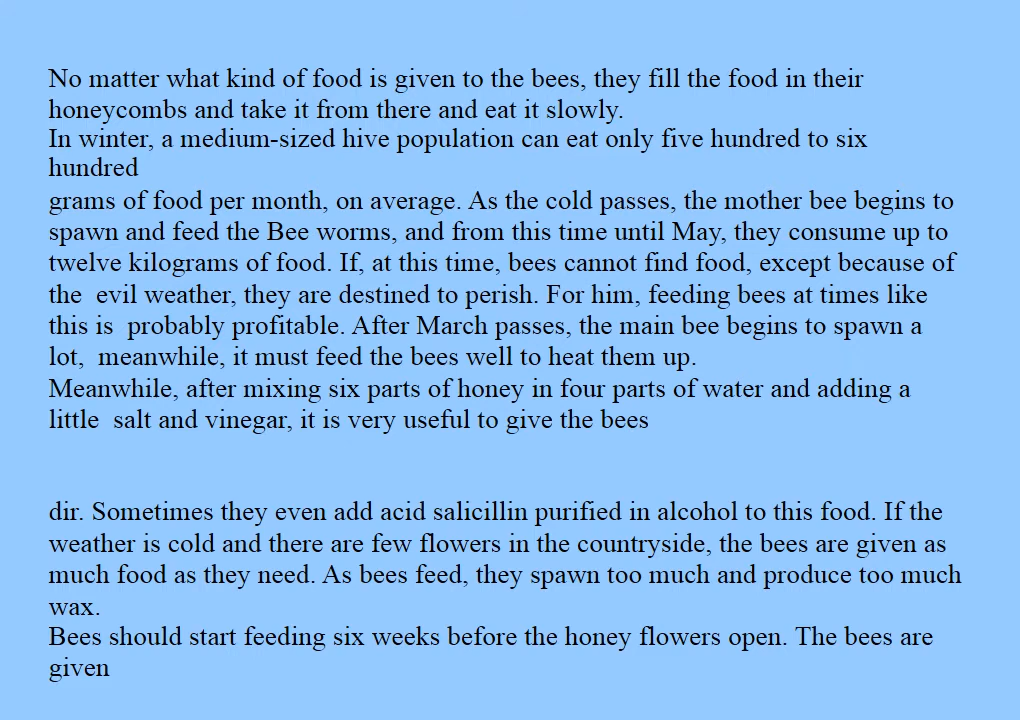 No matter what kind of food is given to the bees, they fill the food in their
honeycombs and take it from there and eat it slowly.
In winter, a medium-sized hive population can eat only five hundred to six
hundred
grams of food per month, on average. As the cold passes, the mother bee begins to
spawn and feed the Bee worms, and from this time until May, they consume up to
twelve kilograms of food. If, at this time, bees cannot find food, except because of
the  evil weather, they are destined to perish. For him, feeding bees at times like
this is  probably profitable. After March passes, the main bee begins to spawn a
lot,  meanwhile, it must feed the bees well to heat them up.
Meanwhile, after mixing six parts of honey in four parts of water and adding a
little  salt and vinegar, it is very useful to give the bees
dir. Sometimes they even add acid salicillin purified in alcohol to this food. If the
weather is cold and there are few flowers in the countryside, the bees are given as
much food as they need. As bees feed, they spawn too much and produce too much
wax.
Bees should start feeding six weeks before the honey flowers open. The bees are
given